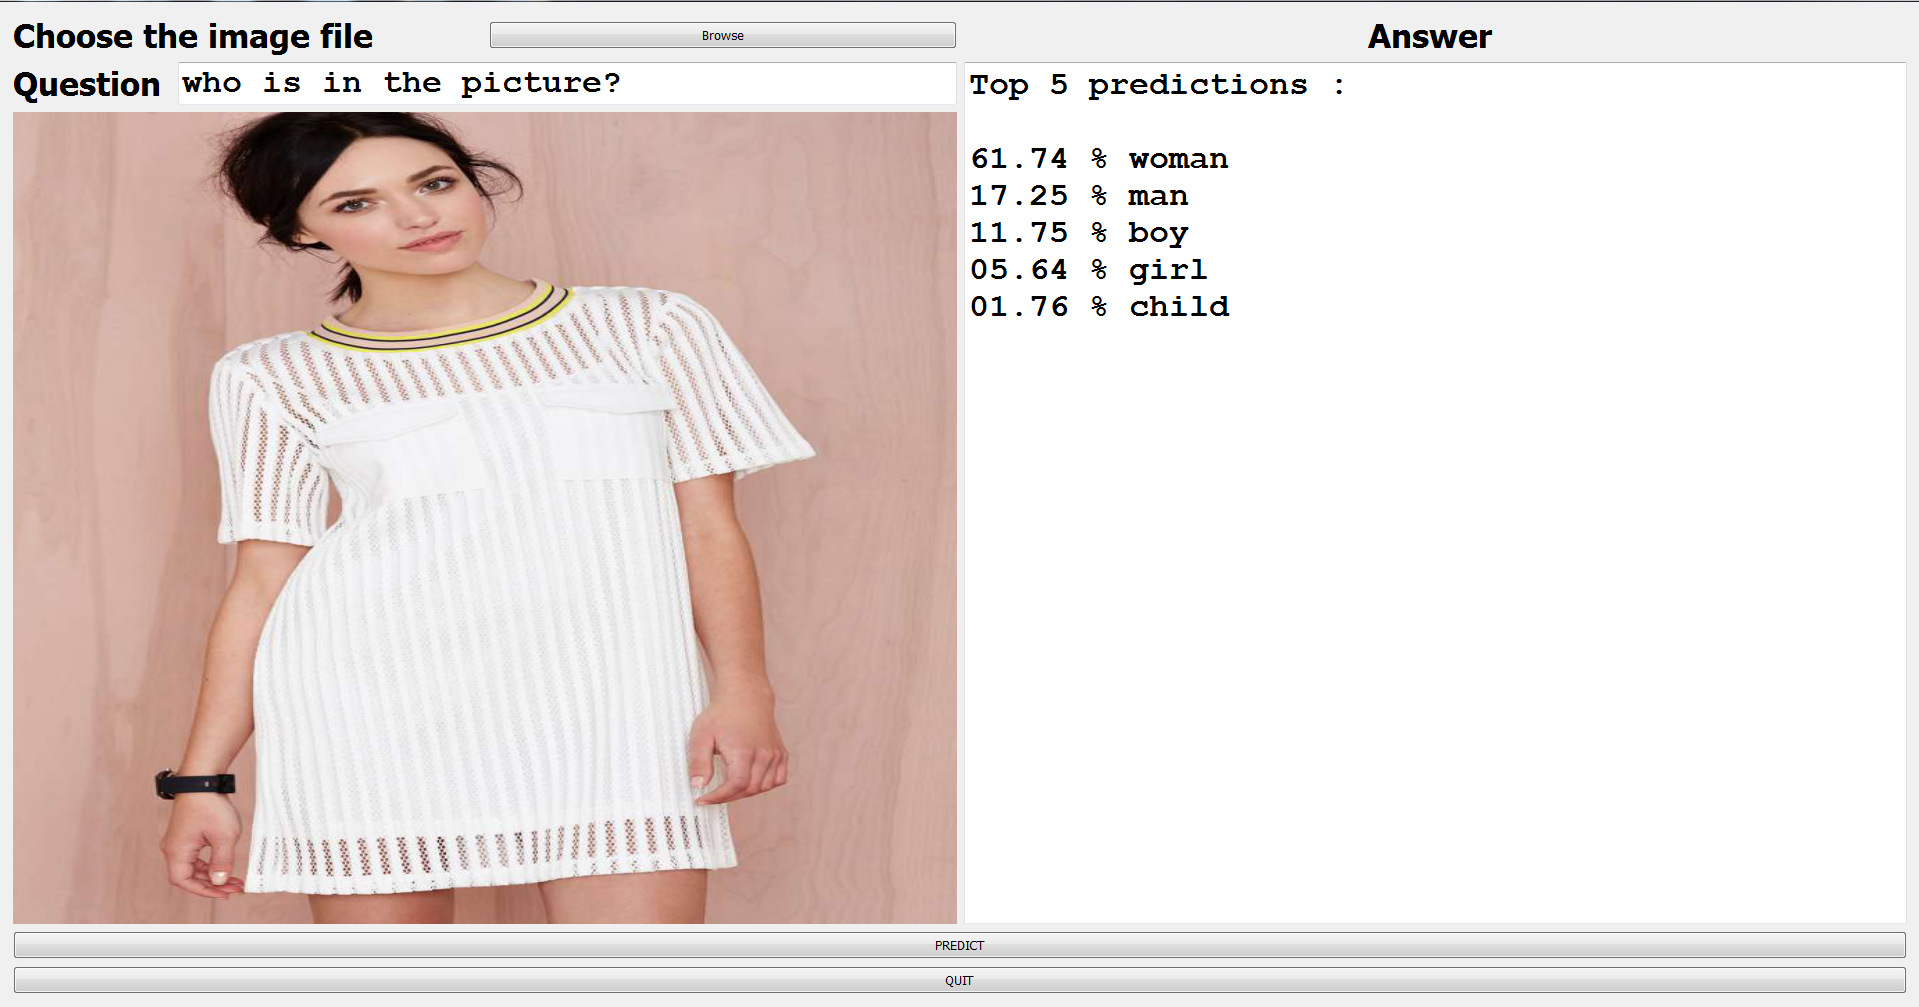 Choose the image file
Browse
Answer
Question
who is in the picture?
Top 5 predictions :
61.74 % woman
17.25 % man
11.75 % boy
05.64 % girl
01.76 % child
PREDICT
QUIT